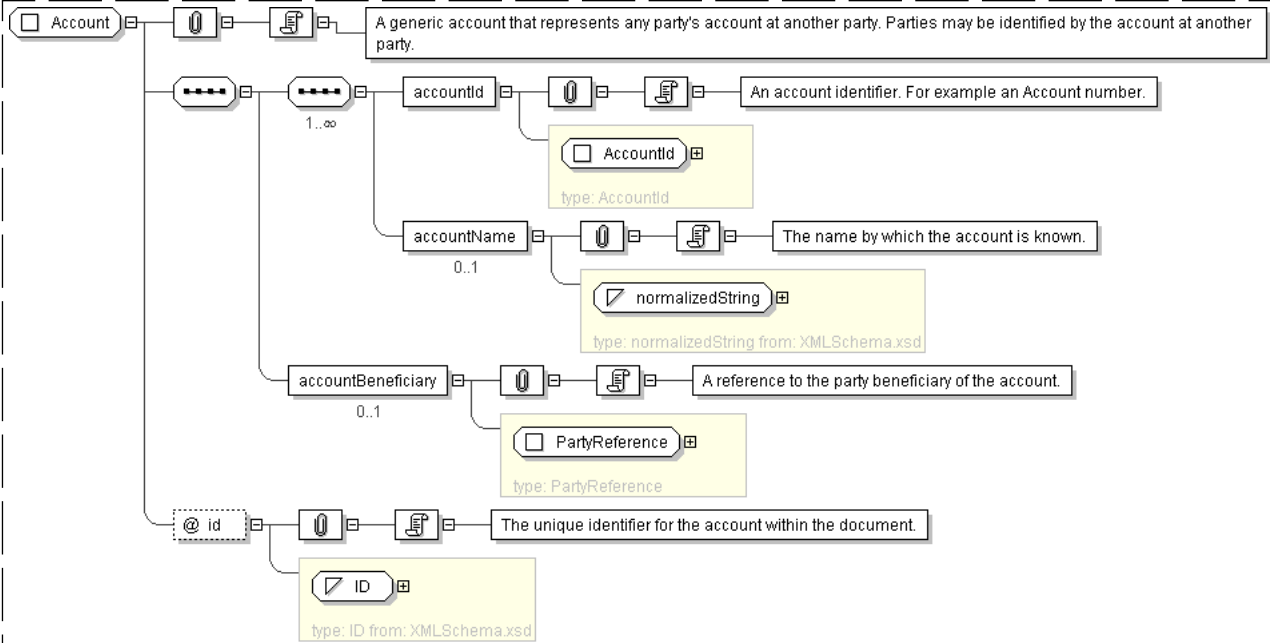 Account
A generic account that represents any party's account at another party. Parties may be identified by the account at another
party.
1..∞
accountId
An account identifier. For example an Account number.
AccountId
type: AccountId
accountName
0..1
The name by which the account is known.
normalizedString
type: normalizedString from: XMLSchema.xsd
accountBeneficiary
0..1
A reference to the party beneficiary of the account.
PartyReference
type: PartyReference
@ id
The unique identifier for the account within the document.
ID
type: ID from: XMLSchema.xsd